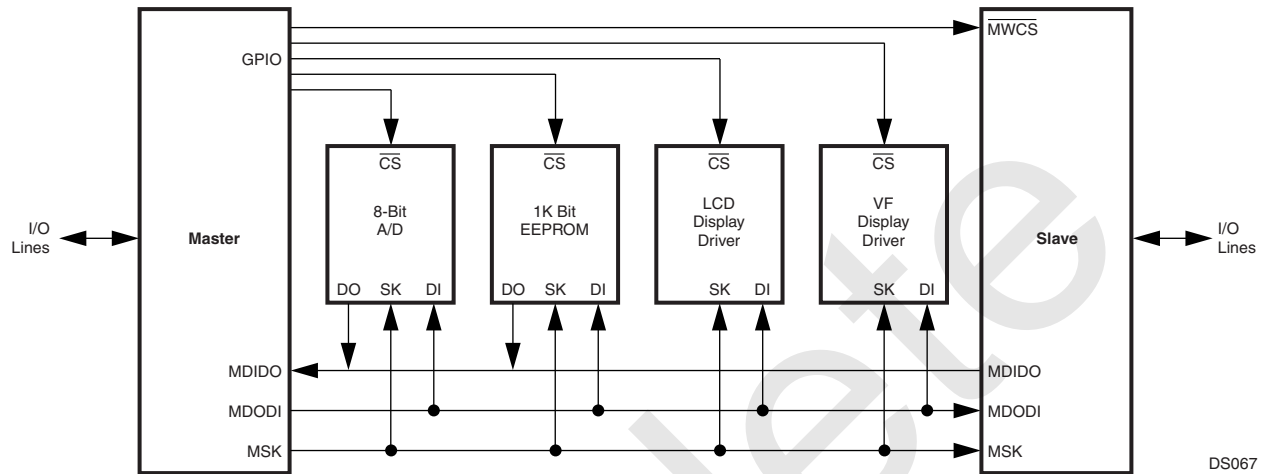 MWCS
GPIO
CS CS CS CS
8-Bit
A/D
1K Bit
EEPROM
LCD
Display
Driver
VF
Display
Driver
I/O
Lines
Master
Slave
I/O
Lines
DO SK DI
DO SK DI
SK DI
SK DI
MDIDO MDIDO
MDODI MDODI
MSK MSK
DS067